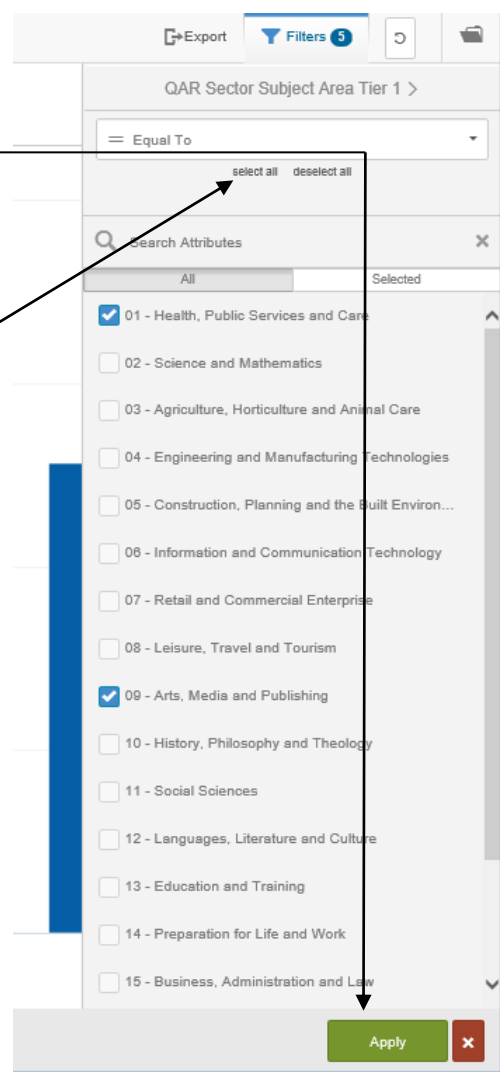 Export Filters 5
QAR Sector Subject Area Tier 1 >
= Equal To
select all deselect all
Search Attributes ×
All Selected
01 - Health, Public Services and Care
02 - Science and Mathematics
03 - Agriculture, Horticulture and Animal Care
04 - Engineering and Manufacturing Technologies
05 - Construction, Planning and the Built Environ...
06 - Information and Communication Technology
07 - Retail and Commercial Enterprise
08 - Leisure, Travel and Tourism
09 - Arts, Media and Publishing
10 - History, Philosophy and Theology
11 - Social Sciences
12 - Languages, Literature and Culture
13 - Education and Training
14 - Preparation for Life and Work
15 - Business, Administration and Law
Apply ×